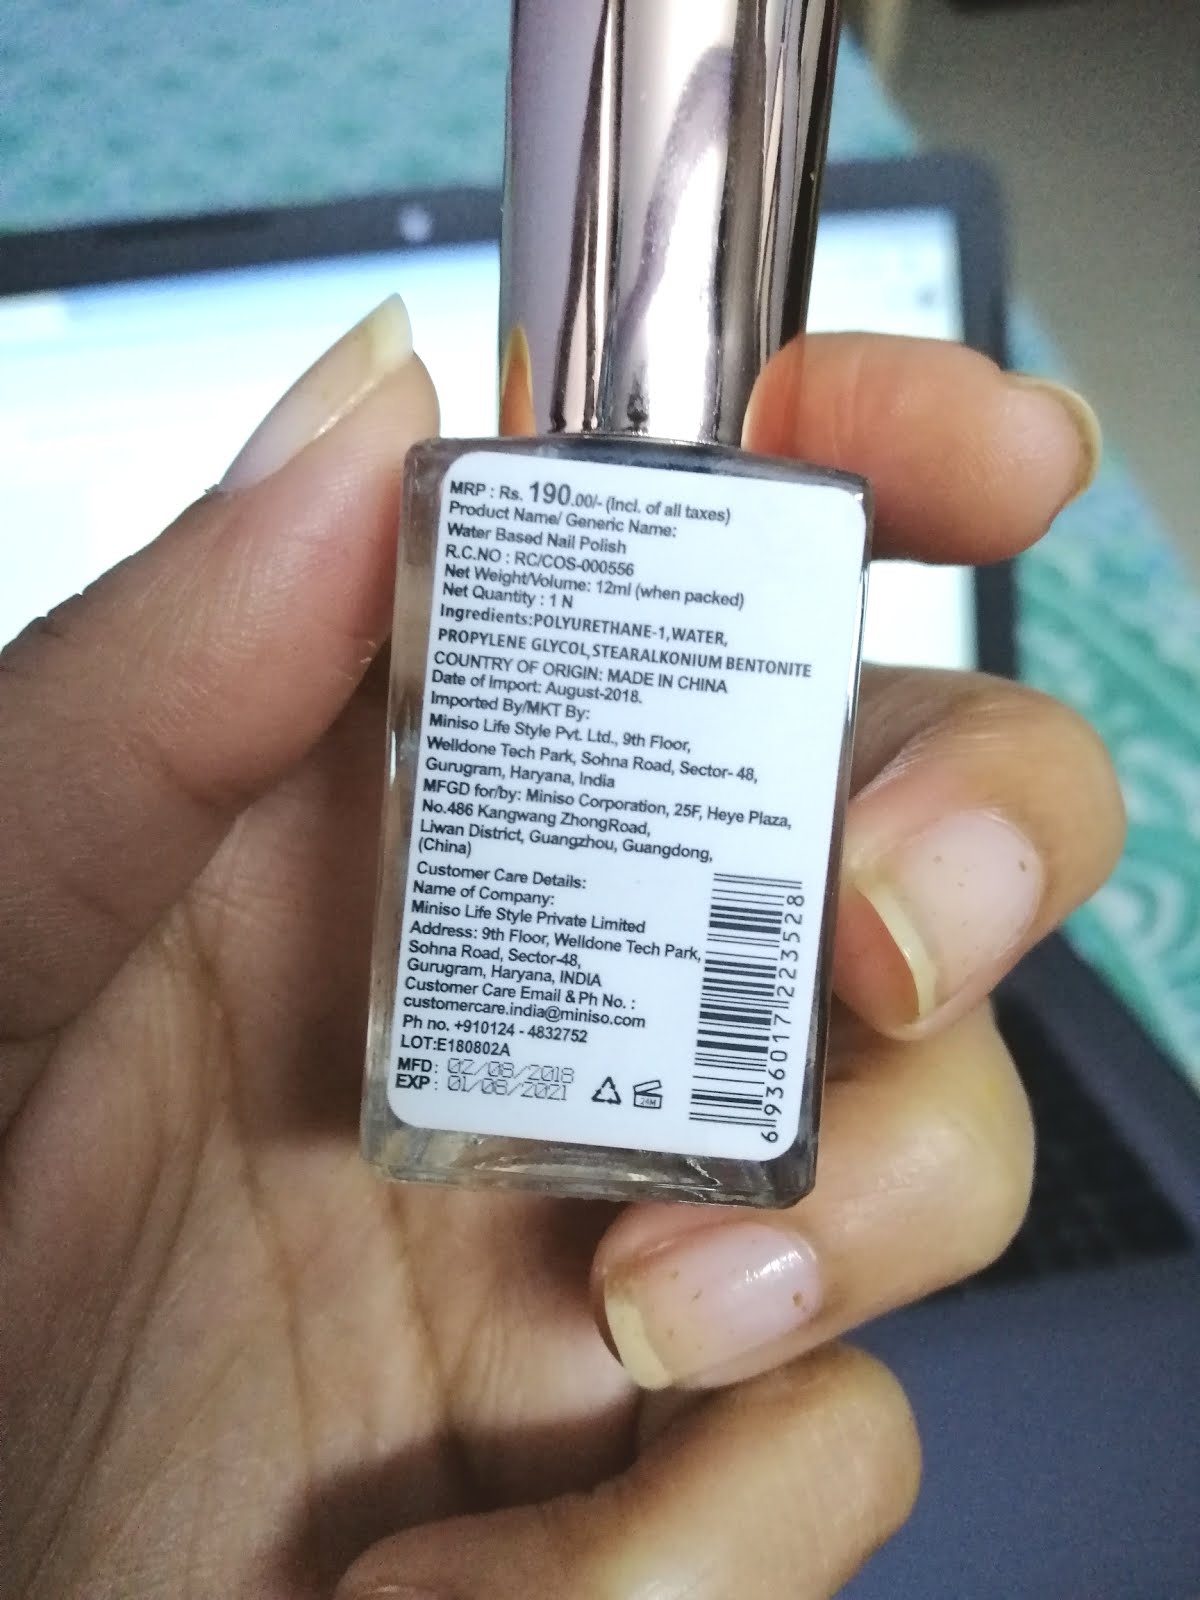 MRP : Rs. 190.00/- (Incl. of all taxes)
Product Name/ Generic Name:
Water Based Nail Polish
R.C.NO : RC/COS-000556
Net Weight/Volume: 12ml (when packed)
Net Quantity : 1 N
Ingredients:POLYURETHANE-1,WATER,
PROPYLENE GLYCOL,STEARALKONIUM BENTONITE
COUNTRY OF ORIGIN: MADE IN CHINA
Date of Import: August-2018.
Imported By/MKT By:
Miniso Life Style Pvt. Ltd., 9th Floor,
Welldone Tech Park, Sohna Road, Sector- 48,
Gurugram, Haryana, India
MFGD for/by: Miniso Corporation, 25F, Heye Plaza,
No.486 Kangwang ZhongRoad,
Liwan District, Guangzhou, Guangdong,
(China)
Customer Care Details:
Name of Company:
Miniso Life Style Private Limited
Address: 9th Floor, Welldone Tech Park,
Sohna Road, Sector-48,
Gurugram, Haryana, INDIA
Customer Care Email & Ph No. :
customercare.india@miniso.com
Ph no. +910124 - 4832752
LOT:E180802A
MFD: 02/08/2018
EXP : 01/08/2021
24M
6936017223528